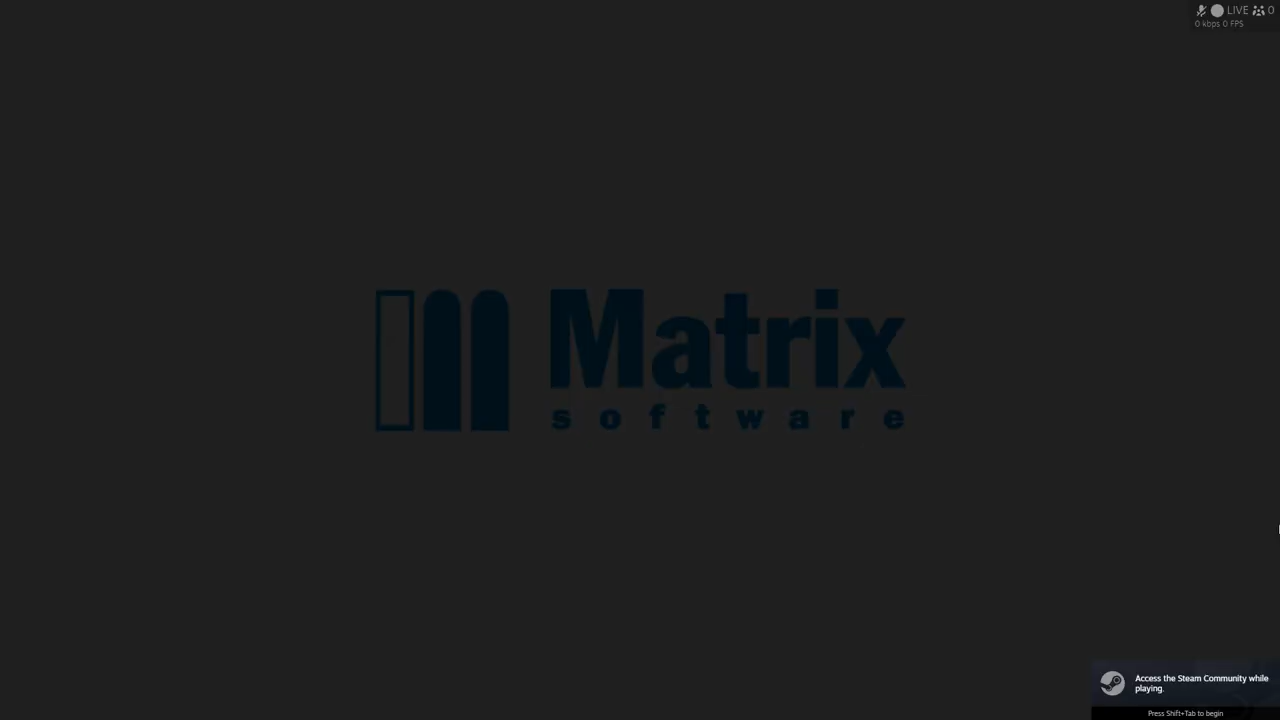 LIVE 0
0 kbps 0 FPS
Matrix
software
Access the Steam Community while
playing.
Press Shift+Tab to begin